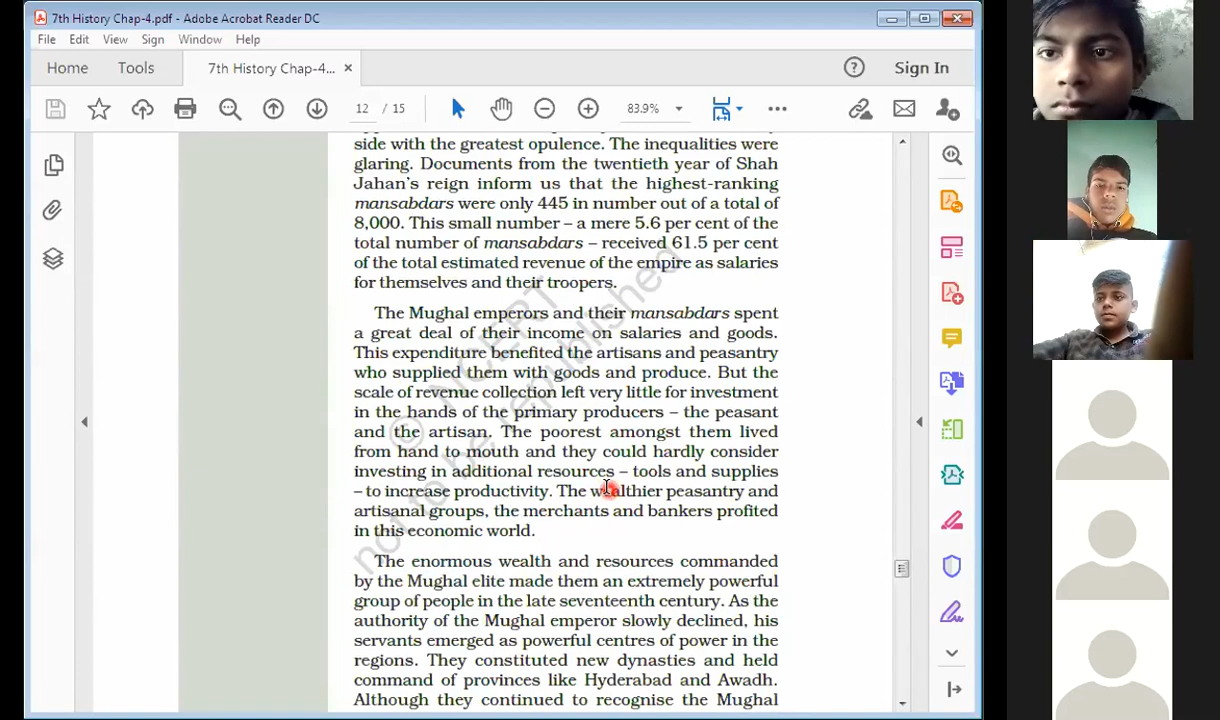 7th History Chap-4.pdf - Adobe Acrobat Reader DC
File Edit View Sign Window Help
Home Tools 7th History Chap-4... × Sign In
12 / 15 83.9%
side with the greatest opulence. The inequalities were
glaring. Documents from the twentieth year of Shah
Jahan's reign inform us that the highest-ranking
mansabdars were only 445 in number out of a total of
8,000. This small number – a mere 5.6 per cent of the
total number of mansabdars – received 61.5 per cent
of the total estimated revenue of the empire as salaries
for themselves and their troopers.
The Mughal emperors and their mansabdars spent
a great deal of their income on salaries and goods.
This expenditure benefited the artisans and peasantry
who supplied them with goods and produce. But the
scale of revenue collection left very little for investment
in the hands of the primary producers – the peasant
and the artisan. The poorest amongst them lived
from hand to mouth and they could hardly consider
investing in additional resources – tools and supplies
– to increase productivity. The wealthier peasantry and
artisanal groups, the merchants and bankers profited
in this economic world.
The enormous wealth and resources commanded
by the Mughal elite made them an extremely powerful
group of people in the late seventeenth century. As the
authority of the Mughal emperor slowly declined, his
servants emerged as powerful centres of power in the
regions. They constituted new dynasties and held
command of provinces like Hyderabad and Awadh.
Although they continued to recognise the Mughal
© NCERT
not to be republished